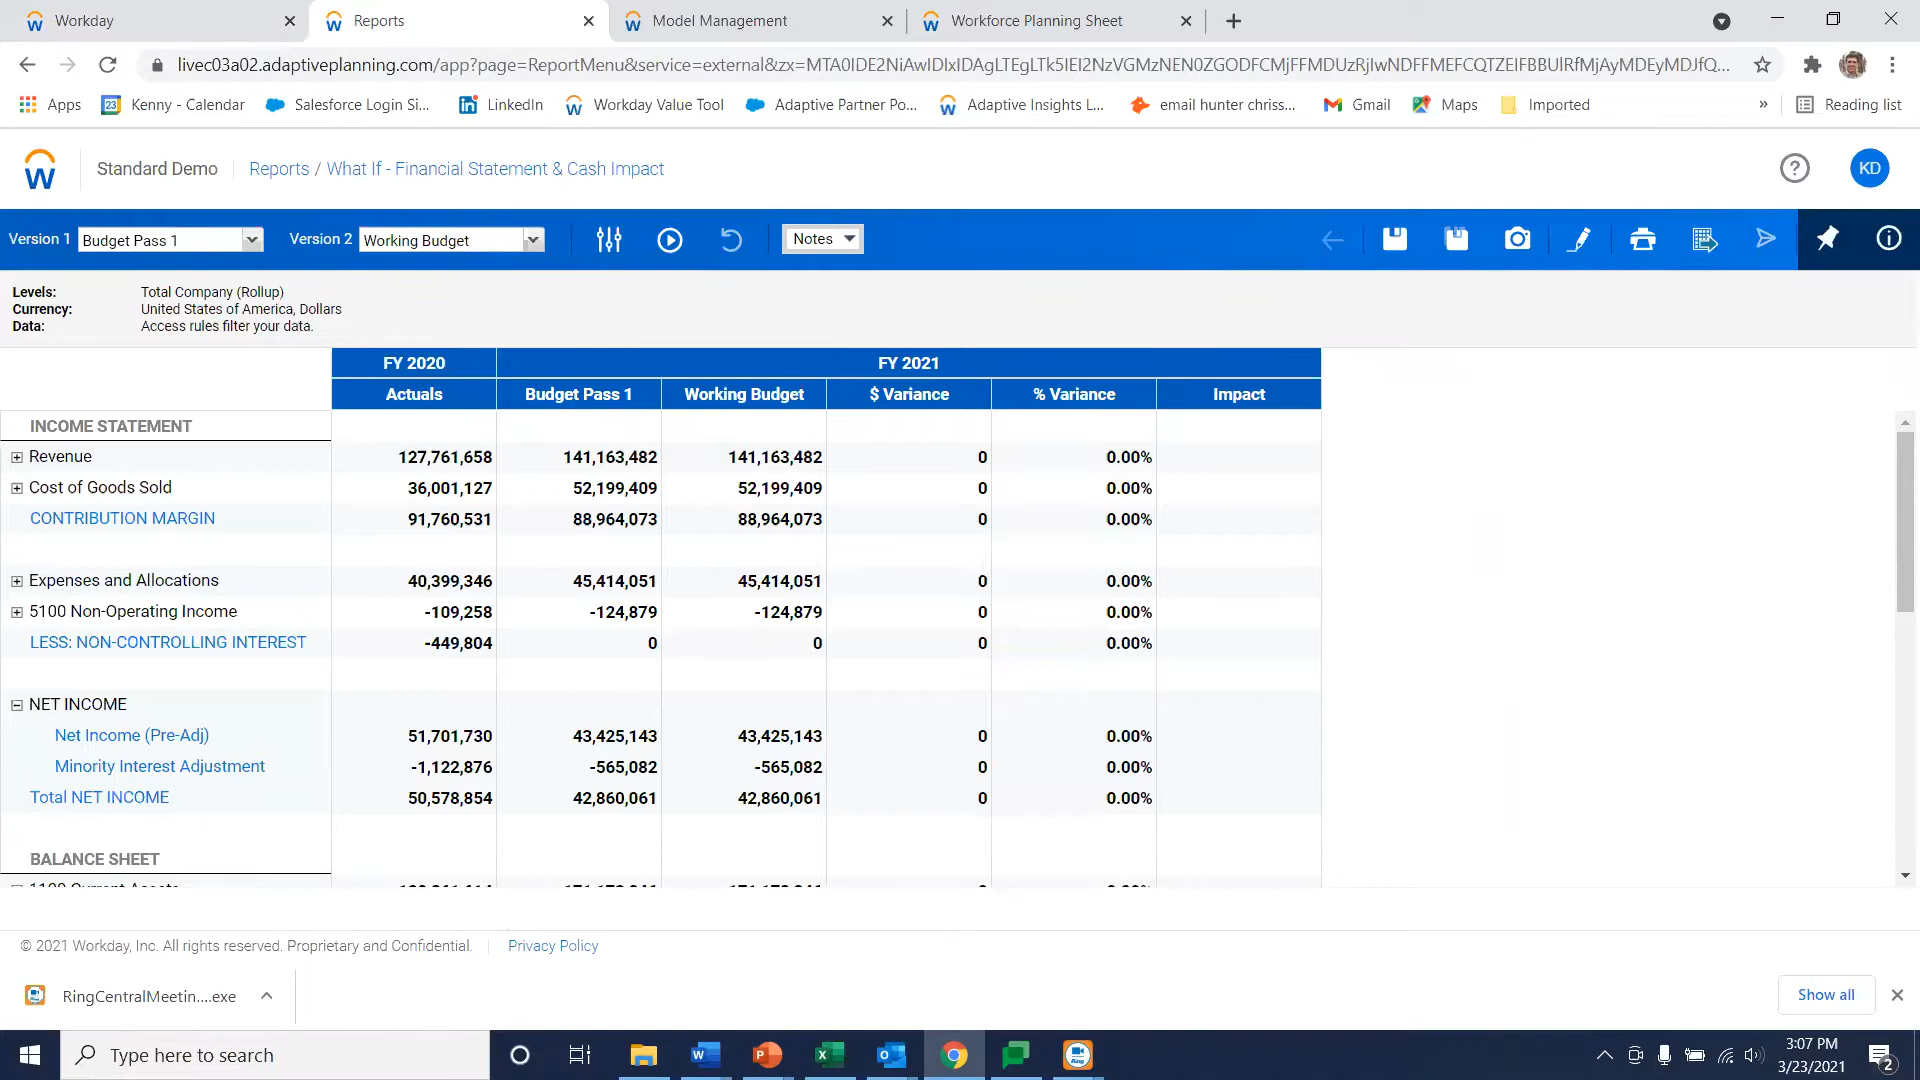 Workday
Reports
Model Management
Workforce Planning Sheet
livec03a02.adaptiveplanning.com/app?page=ReportMenu&service=external&zx=
Apps
23
Kenny - Calendar
Salesforce Login Si...
LinkedIn
Workday Value Tool
Adaptive Partner Po...
Adaptive Insights L...
email hunter chriss...
Gmail
Maps
Imported
»
Reading list
Standard Demo
Reports / What If - Financial Statement & Cash Impact
KD
Version 1 Budget Pass 1
Version 2 Working Budget
Notes
Levels: Total Company (Rollup)
Currency: United States of America, Dollars
Data: Access rules filter your data.
FY 2020 FY 2021
Actuals Budget Pass 1 Working Budget $ Variance % Variance Impact
INCOME STATEMENT
Revenue 127,761,658 141,163,482 141,163,482 0 0.00%
Cost of Goods Sold 36,001,127 52,199,409 52,199,409 0 0.00%
CONTRIBUTION MARGIN 91,760,531 88,964,073 88,964,073 0 0.00%
Expenses and Allocations 40,399,346 45,414,051 45,414,051 0 0.00%
5100 Non-Operating Income -109,258 -124,879 -124,879 0 0.00%
LESS: NON-CONTROLLING INTEREST -449,804 0 0 0 0.00%
NET INCOME
Net Income (Pre-Adj) 51,701,730 43,425,143 43,425,143 0 0.00%
Minority Interest Adjustment -1,122,876 -565,082 -565,082 0 0.00%
Total NET INCOME 50,578,854 42,860,061 42,860,061 0 0.00%
BALANCE SHEET
© 2021 Workday, Inc. All rights reserved. Proprietary and Confidential.
Privacy Policy
RingCentralMeetin....exe
Show all
Type here to search
3:07 PM
3/23/2021
2